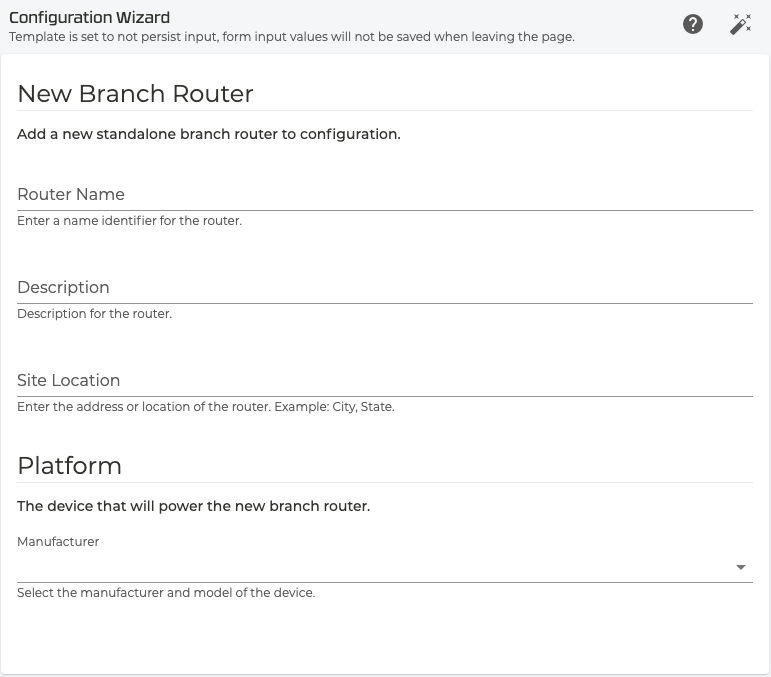 Configuration Wizard
Template is set to not persist input, form input values will not be saved when leaving the page.
New Branch Router
Add a new standalone branch router to configuration.
Router Name
Enter a name identifier for the router.
Description
Description for the router.
Site Location
Enter the address or location of the router. Example: City, State.
Platform
The device that will power the new branch router.
Manufacturer
Select the manufacturer and model of the device.